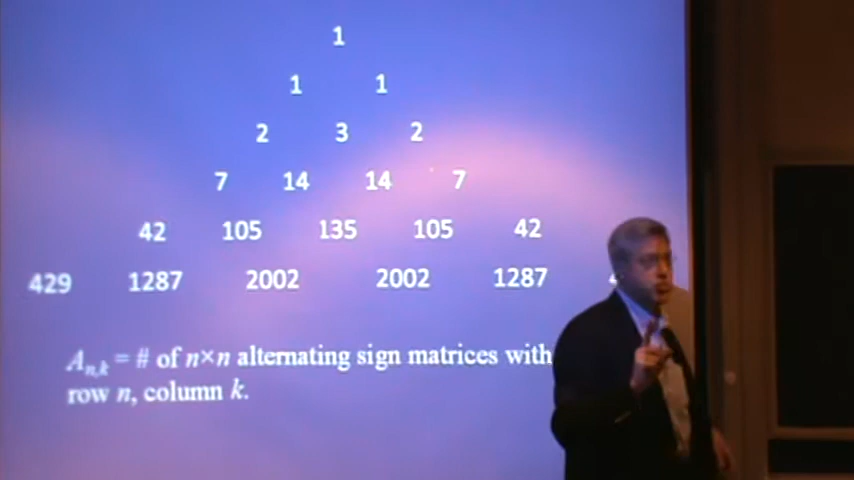 1
1 1
2 3 2
7 14 14 7
42 105 135 105 42
429 1287 2002 2002 1287
Aₙ,ₖ = # of n×n alternating sign matrices with
row n, column k.